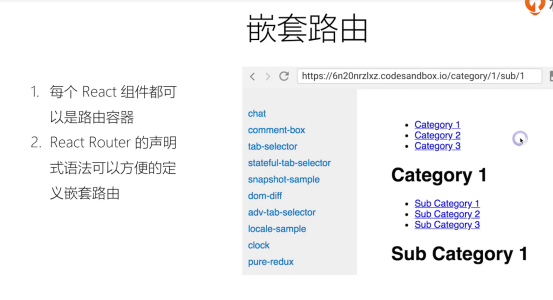 嵌套路由
1. 每个 React 组件都可
以是路由容器
2. React Router 的声明
式语法可以方便的定
义嵌套路由
https://6n20nrzlxz.codesandbox.io/category/1/sub/1
chat
comment-box
tab-selector
stateful-tab-selector
snapshot-sample
dom-diff
adv-tab-selector
locale-sample
clock
pure-redux
Category 1
Category 2
Category 3
Category 1
Sub Category 1
Sub Category 2
Sub Category 3
Sub Category 1